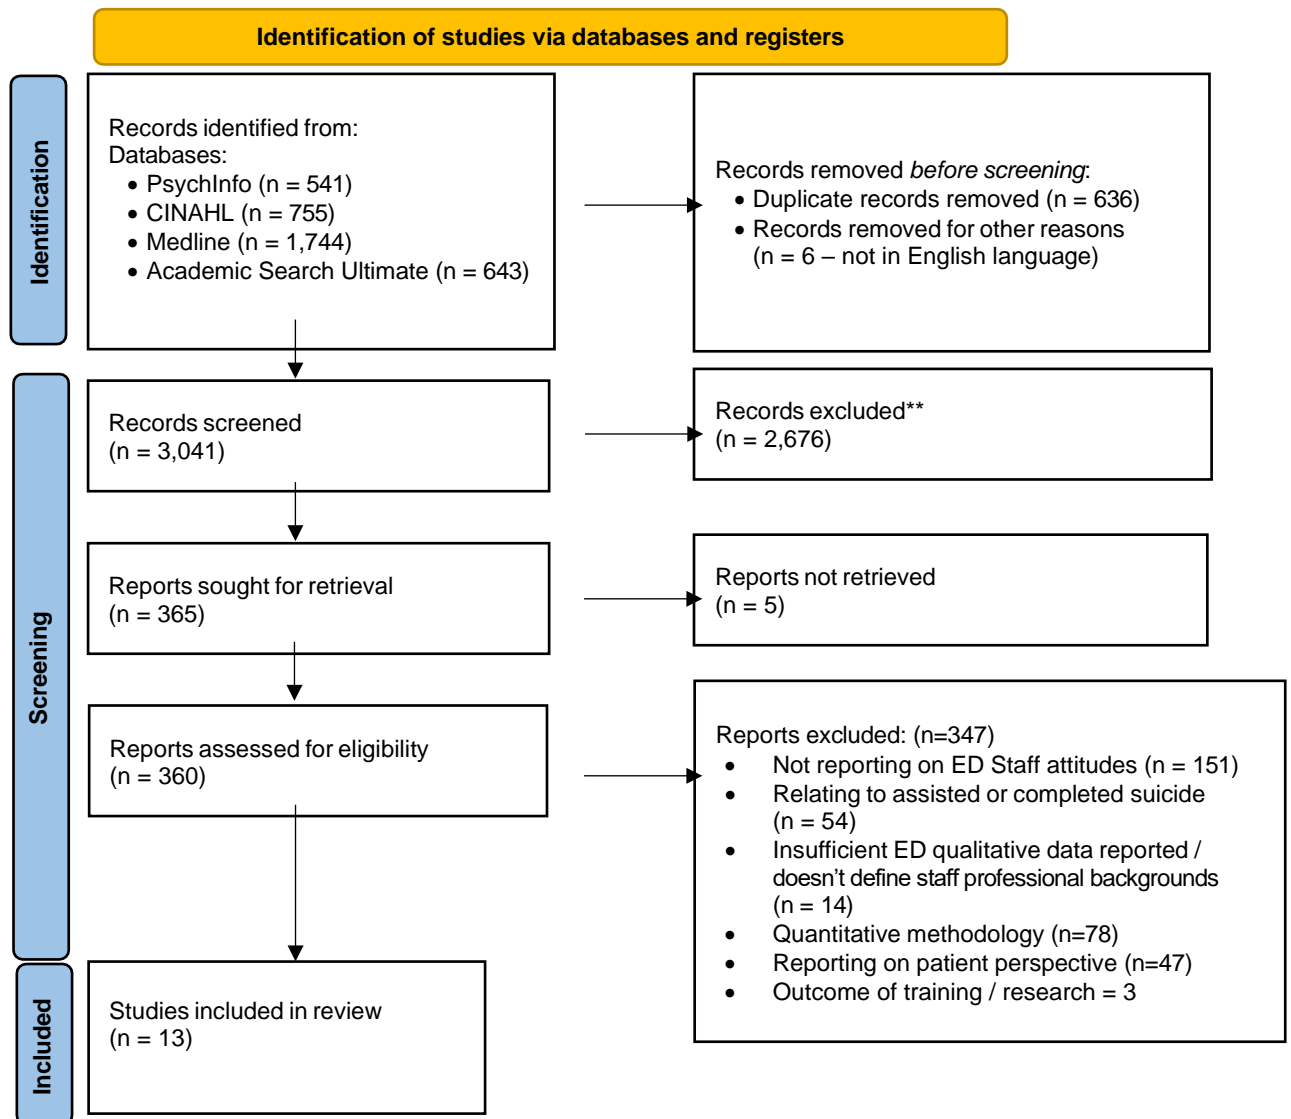 Identification of studies via databases and registers
Identification
Records identified from:
Databases:
• PsychInfo (n = 541)
• CINAHL (n = 755)
• Medline (n = 1,744)
• Academic Search Ultimate (n = 643)
Records removed before screening:
• Duplicate records removed (n = 636)
• Records removed for other reasons
(n = 6 – not in English language)
Screening
Records screened
(n = 3,041)
Records excluded**
(n = 2,676)
Reports sought for retrieval
(n = 365)
Reports not retrieved
(n = 5)
Reports assessed for eligibility
(n = 360)
Reports excluded: (n=347)
• Not reporting on ED Staff attitudes (n = 151)
• Relating to assisted or completed suicide
(n = 54)
• Insufficient ED qualitative data reported /
doesn't define staff professional backgrounds
(n = 14)
• Quantitative methodology (n=78)
• Reporting on patient perspective (n=47)
• Outcome of training / research = 3
Included
Studies included in review
(n = 13)